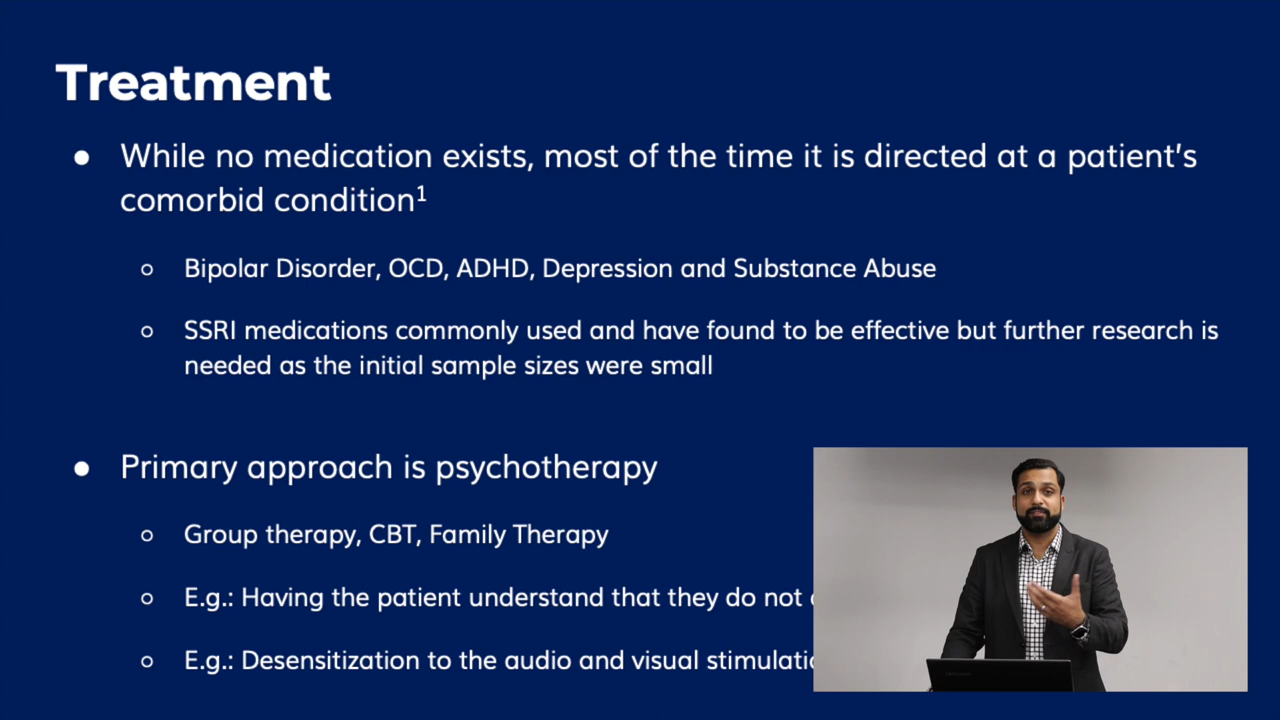 Treatment
● While no medication exists, most of the time it is directed at a patient's
comorbid condition¹
○ Bipolar Disorder, OCD, ADHD, Depression and Substance Abuse
○ SSRI medications commonly used and have found to be effective but further research is
needed as the initial sample sizes were small
● Primary approach is psychotherapy
○ Group therapy, CBT, Family Therapy
○ E.g.: Having the patient understand that they do not
○ E.g.: Desensitization to the audio and visual